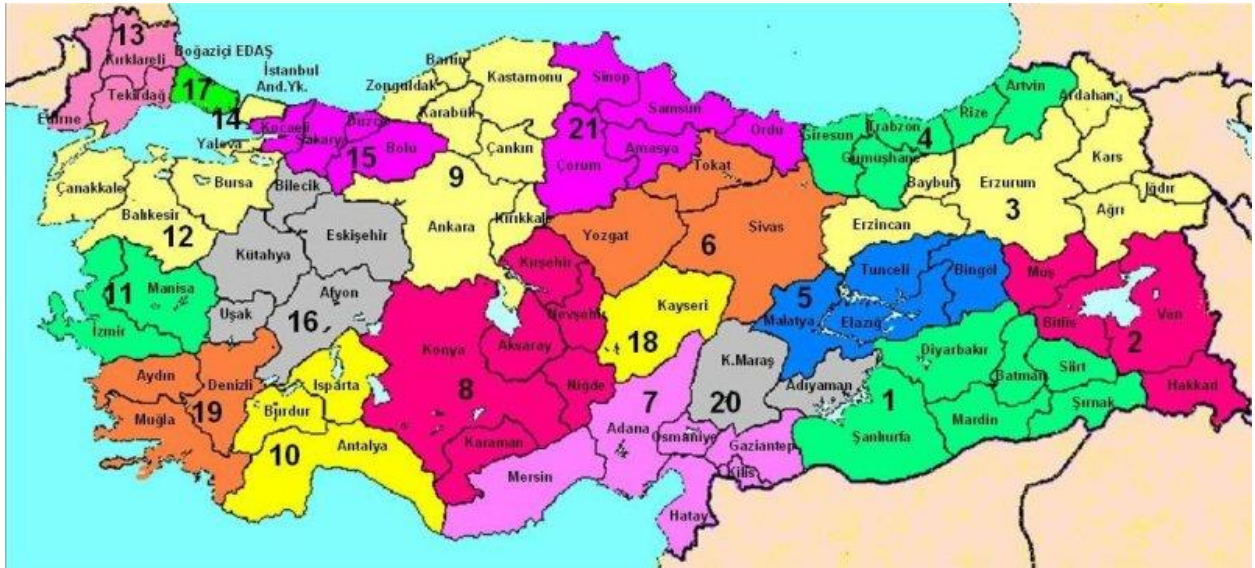 13
Kırklareli
Boğaziçi EDAŞ
Tekirdağ
Edirne
17
İstanbul
And.Yk.
14
Yalova
Kocaeli
Sakarya
Düzce
15
Bolu
Zonguldak
Bartın
Karabük
Kastamonu
Çankırı
9
Ankara
Kırıkkale
Sinop
Samsun
21
Çorum
Amasya
Ordu
Tokat
Giresun
Trabzon
4
Rize
Artvin
Gümüşhane
Ardahan
Kars
Bayburt
Erzurum
Iğdır
Ağrı
3
Erzincan
Çanakkale
Bursa
Balıkesir
12
Bilecik
Eskişehir
Kütahya
Afyon
Uşak
16
11
Manisa
İzmir
Yozgat
6
Sivas
Kırşehir
Nevşehir
Konya
Aksaray
8
Niğde
Karaman
Kayseri
18
Tunceli
Bingöl
5
Malatya
Elazığ
Muş
Bitlis
Van
2
Hakkari
Aydın
Denizli
Muğla
19
Isparta
Burdur
10
Antalya
Mersin
7
Adana
Osmaniye
Gaziantep
Kilis
Hatay
K.Maraş
Adıyaman
20
Diyarbakır
Batman
Siirt
1
Mardin
Şırnak
Şanlıurfa